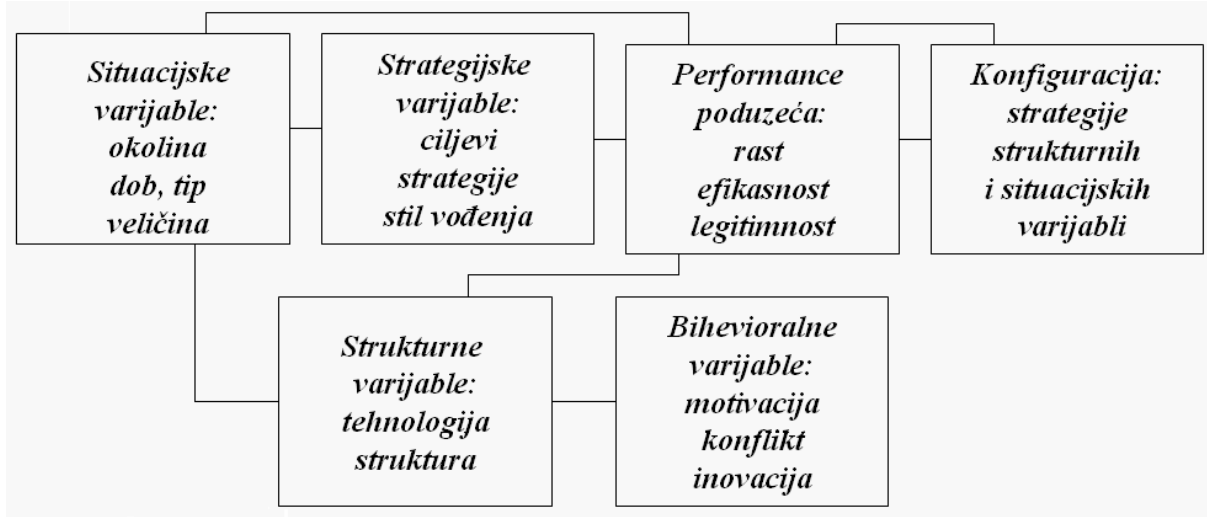 Situacijske
varijable:
okolina
dob, tip
veličina
Strategijske
varijable:
ciljevi
strategije
stil vođenja
Performance
poduzeća:
rast
efikasnost
legitimnost
Konfiguracija:
strategije
strukturnih
i situacijskih
varijabli
Strukturne
varijable:
tehnologija
struktura
Bihevioralne
varijable:
motivacija
konflikt
inovacija